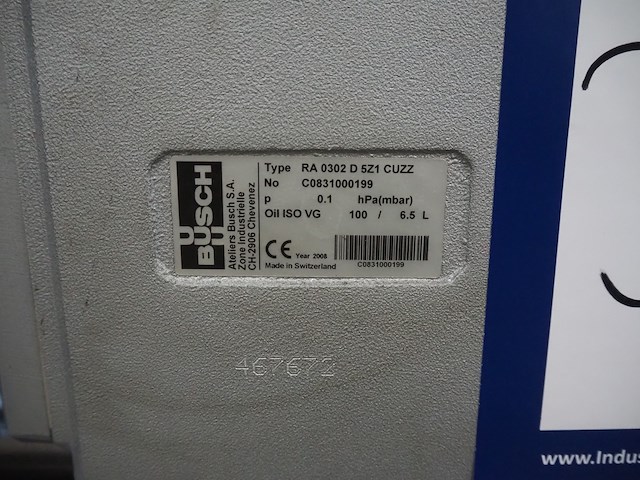 BUSCH
Ateliers Busch S.A.
Zone Industrielle
CH-2906 Chevenez
Type RA 0302 D 5Z1 CUZZ
No C0831000199
p 0.1 hPa(mbar)
Oil ISO VG 100 / 6.5 L
CE Year 2008
Made in Switzerland
C0831000199
467673
www.Indus